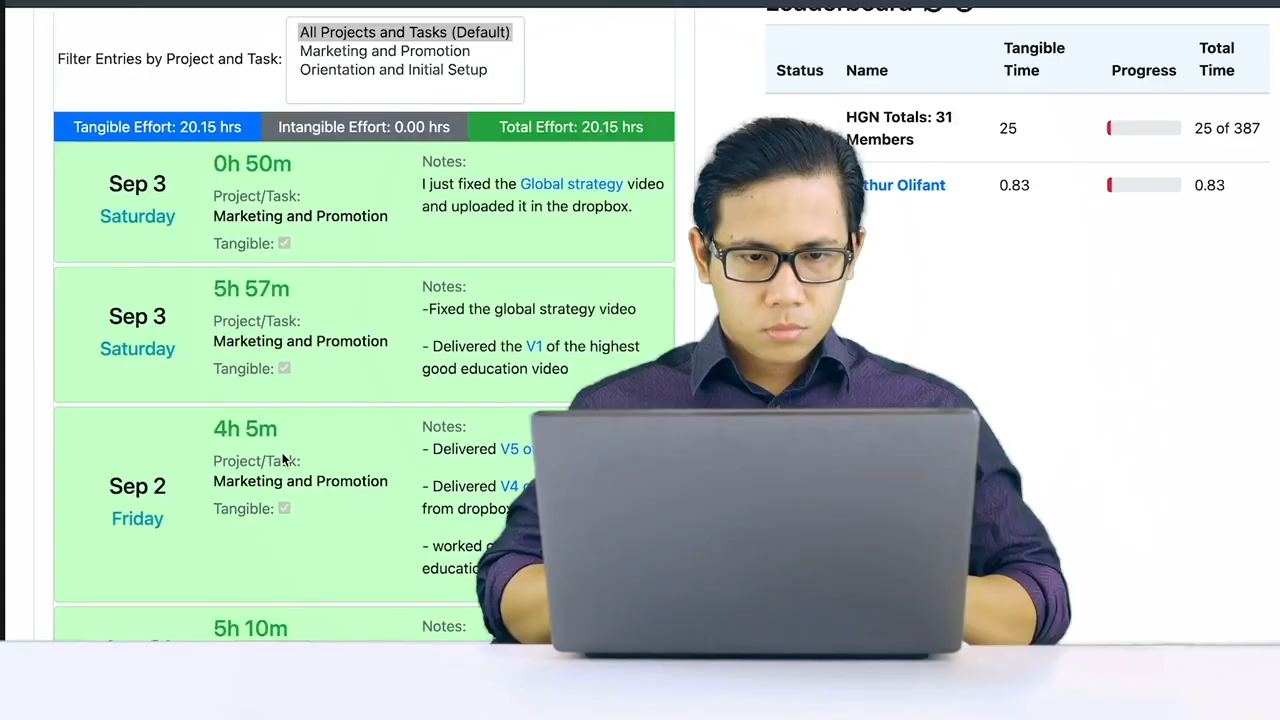 Leaderboard
All Projects and Tasks (Default)
Marketing and Promotion
Orientation and Initial Setup
Filter Entries by Project and Task:
Tangible Effort: 20.15 hrs
Intangible Effort: 0.00 hrs
Total Effort: 20.15 hrs
Sep 3
Saturday
0h 50m
Project/Task:
Marketing and Promotion
Tangible:
Notes:
I just fixed the Global strategy video
and uploaded it in the dropbox.
Sep 3
Saturday
5h 57m
Project/Task:
Marketing and Promotion
Tangible:
Notes:
-Fixed the global strategy video
- Delivered the V1 of the highest
good education video
Sep 2
Friday
4h 5m
Project/Task:
Marketing and Promotion
Tangible:
Notes:
- Delivered V5
- Delivered V4
from
- worked
5h 10m
Notes:
Status
Name
Tangible
Time
Progress
Total
Time
HGN Totals: 31
Members
25
25 of 387
Olifant
0.83
0.83